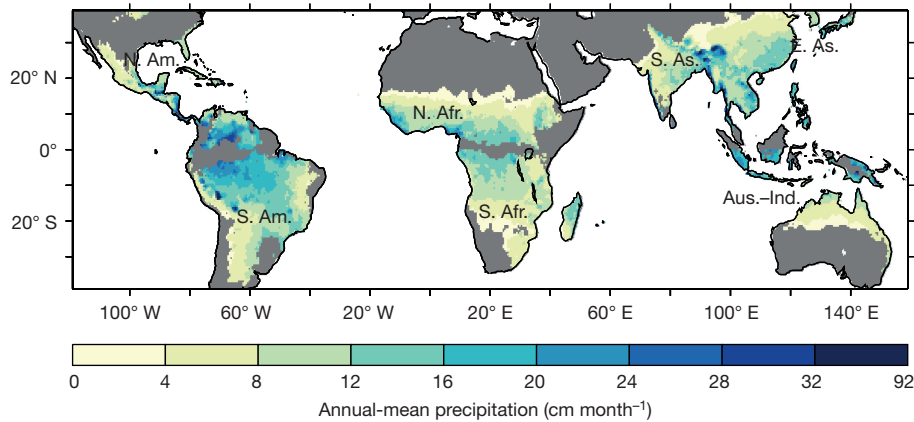 N. Am.
S. As.
E. As.
20° N
N. Afr.
0°
Aus.–Ind.
20° S
S. Am.
S. Afr.
100° W
60° W
20° W
20° E
60° E
100° E
140° E
0
4
8
12
16
20
24
28
32
92
Annual-mean precipitation (cm month⁻¹)